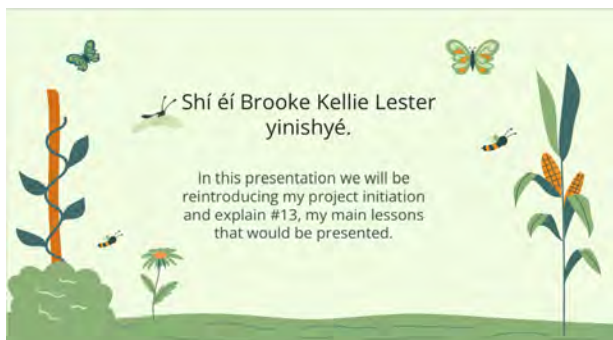 Shí éí Brooke Kellie Lester
yinishyé.
In this presentation we will be
reintroducing my project initiation
and explain #13, my main lessons
that would be presented.